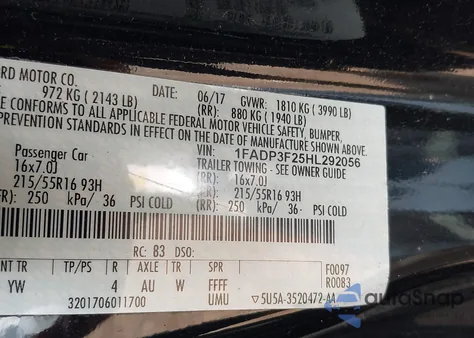 RD MOTOR CO.
972 KG ( 2143 LB) DATE: 06/17 GVWR: 1810 KG ( 3990 LB)
RR: 880 KG ( 1940 LB)
E CONFORMS TO ALL APPLICABLE FEDERAL MOTOR VEHICLE SAFETY, BUMPER,
PREVENTION STANDARDS IN EFFECT ON THE DATE OF MANUFACTURE SHOWN ABOVE.
VIN: 1FADP3F25HL292056
Passenger Car TRAILER TOWING - SEE OWNER GUIDE
16x7.0J 16x7.0J
215/55R16 93H 215/55R16 93H
FR) 250 kPa/ 36 PSI COLD RR) 250 kPa/ 36 PSI COLD
RC: 83 DSO:
NT TR TP/PS R AXLE TR SPR F0097
YW 4 AU W FFFF R0083
3201706011700 UMU 5U5A-3520472-AA
autoSnap